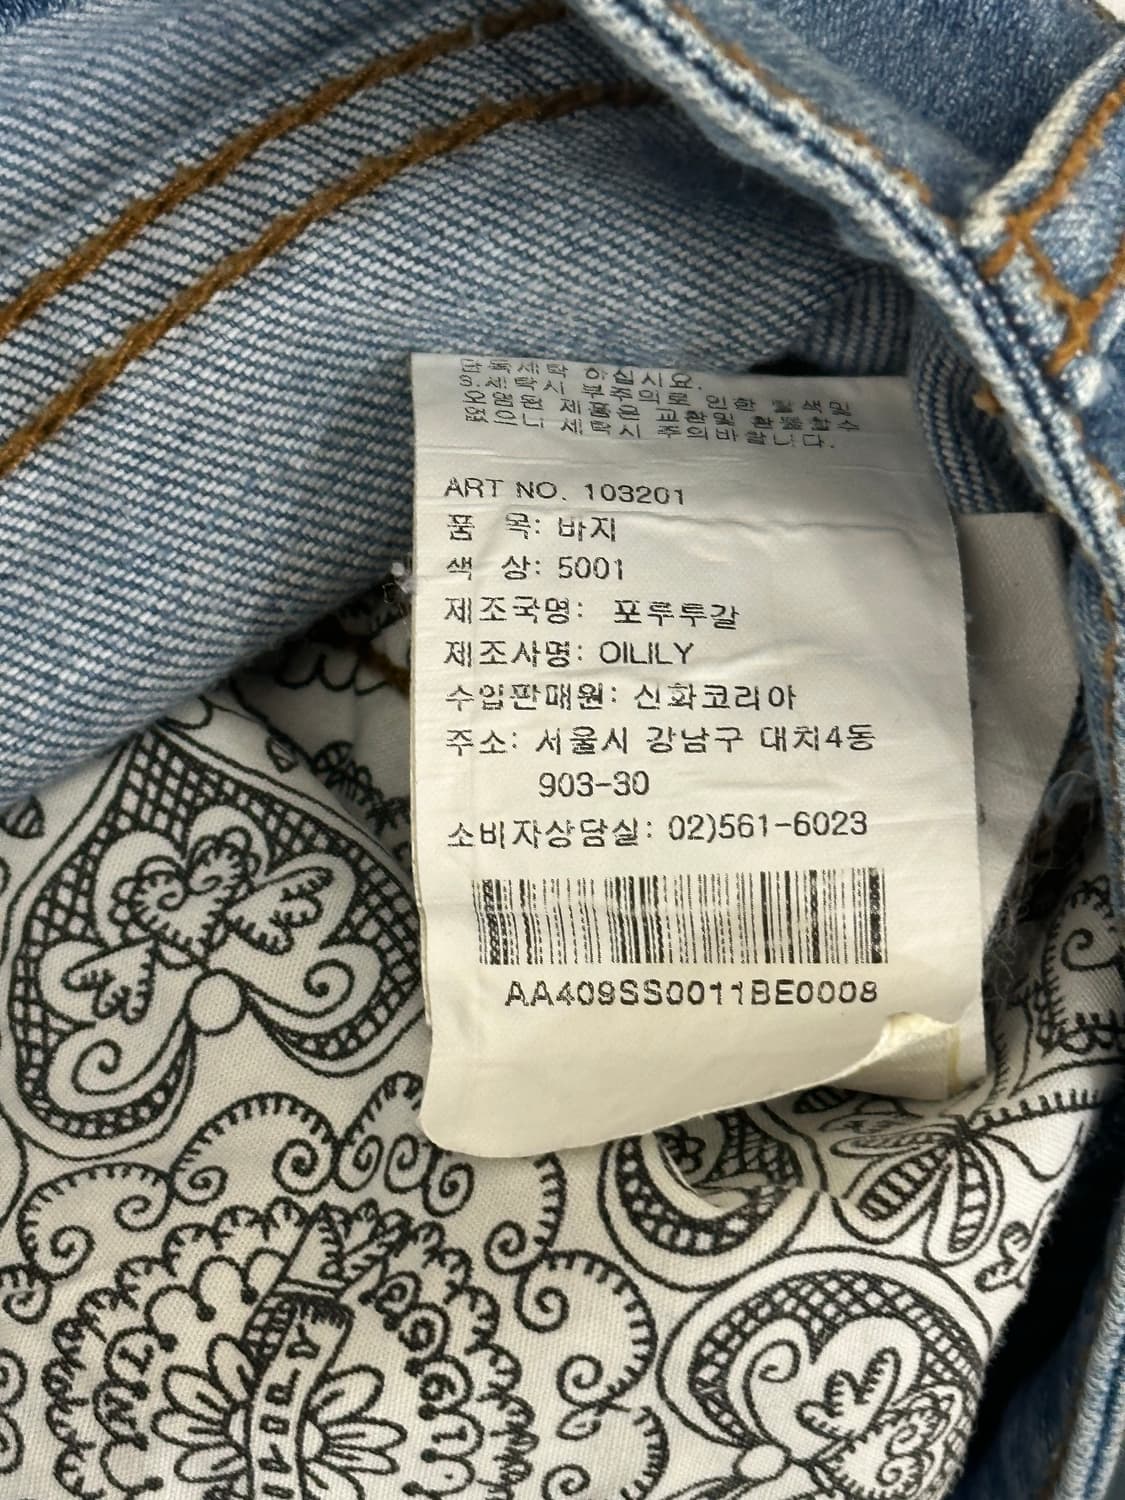 단독세탁 하십시요.
S.세탁시 부주의로 인한 탈색및
오염된 제품은 교환및 환불할수
없으니 세탁시 주의바랍니다.
ART NO. 103201
품 목: 바지
색 상: 5001
제조국명: 포루투갈
제조사명: OILILY
수입판매원: 신화코리아
주소: 서울시 강남구 대치4동
903-30
소비자상담실: 02)561-6023
AA409SS0011BE0008